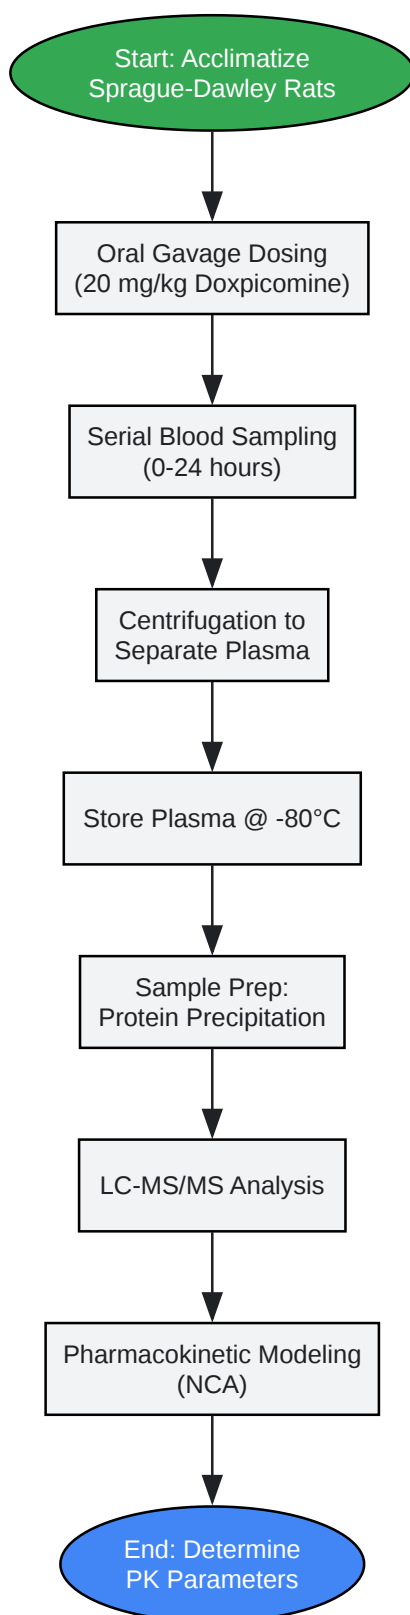 Start: Acclimatize
Sprague-Dawley Rats
Oral Gavage Dosing
(20 mg/kg Doxpicomine)
Serial Blood Sampling
(0-24 hours)
Centrifugation to
Separate Plasma
Store Plasma @ -80°C
Sample Prep:
Protein Precipitation
LC-MS/MS Analysis
Pharmacokinetic Modeling
(NCA)
End: Determine
PK Parameters